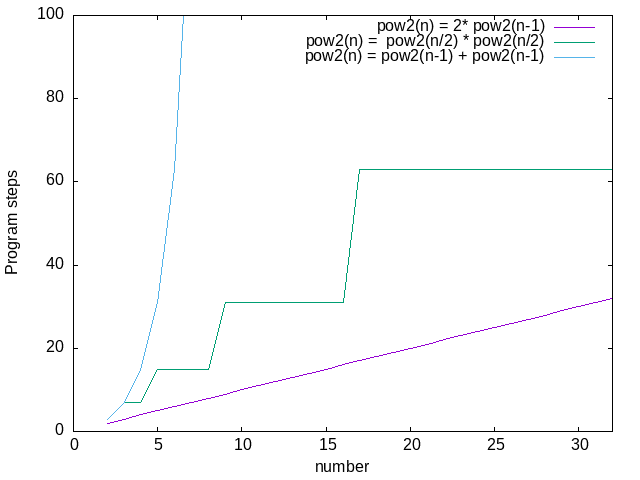 pow2(n) = 2* pow2(n-1)
pow2(n) =  pow2(n/2) * pow2(n/2)
pow2(n) = pow2(n-1) + pow2(n-1)
100
80
60
40
20
0
Program steps
0 5 10 15 20 25 30
number